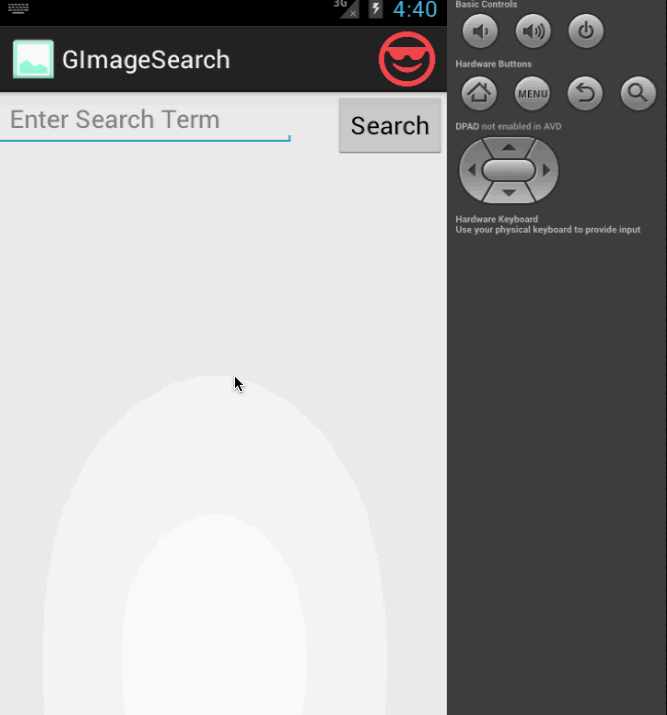 3G
4:40
GImageSearch
Enter Search Term
Search
Basic Controls
Hardware Buttons
MENU
DPAD not enabled in AVD
Hardware Keyboard
Use your physical keyboard to provide input